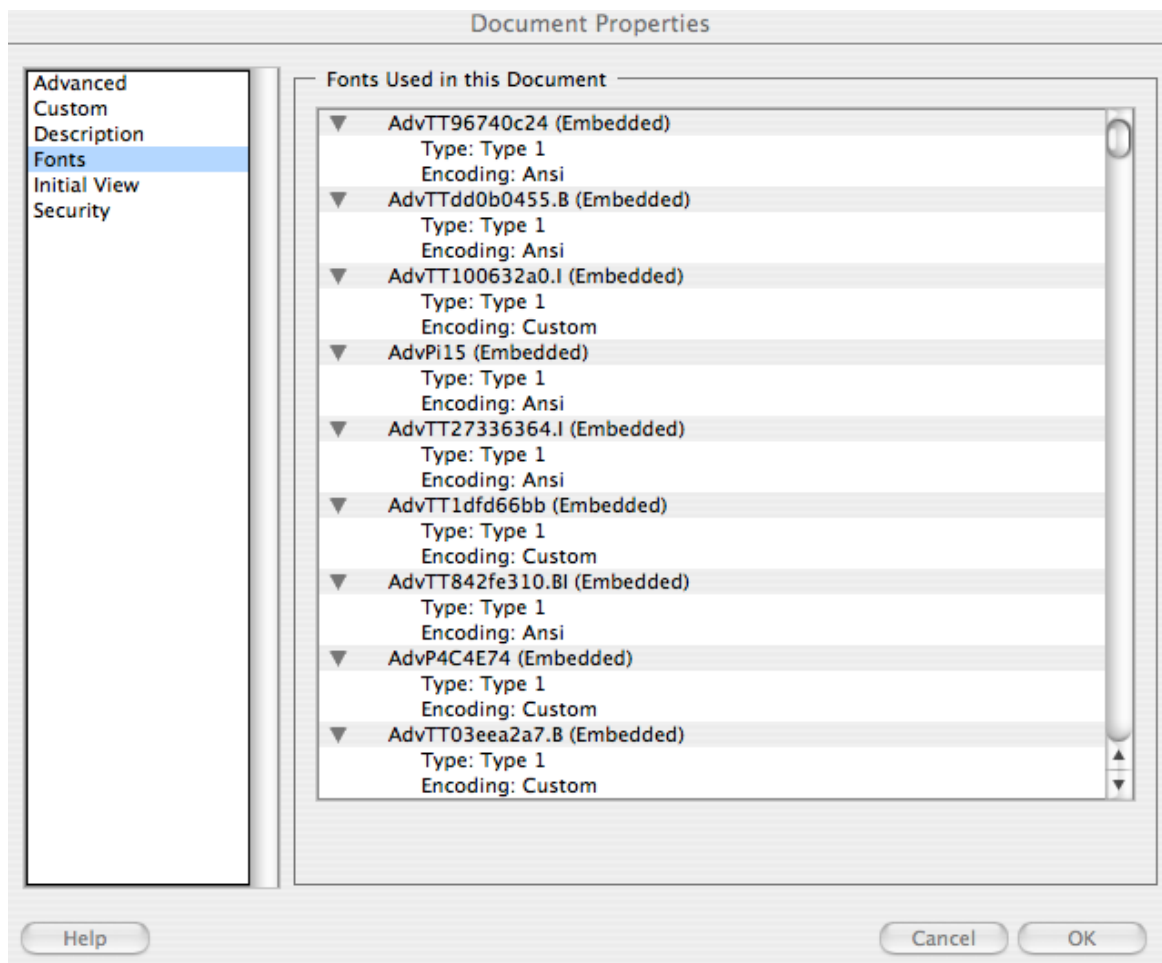 Document Properties
Advanced
Custom
Description
Fonts
Initial View
Security
Fonts Used in this Document
AdvTT96740c24 (Embedded)
Type: Type 1
Encoding: Ansi
AdvTTdd0b0455.B (Embedded)
Type: Type 1
Encoding: Ansi
AdvTT100632a0.I (Embedded)
Type: Type 1
Encoding: Custom
AdvPi15 (Embedded)
Type: Type 1
Encoding: Ansi
AdvTT27336364.I (Embedded)
Type: Type 1
Encoding: Ansi
AdvTT1dfd66bb (Embedded)
Type: Type 1
Encoding: Custom
AdvTT842fe310.BI (Embedded)
Type: Type 1
Encoding: Ansi
AdvP4C4E74 (Embedded)
Type: Type 1
Encoding: Custom
AdvTT03eea2a7.B (Embedded)
Type: Type 1
Encoding: Custom
Help
Cancel
OK